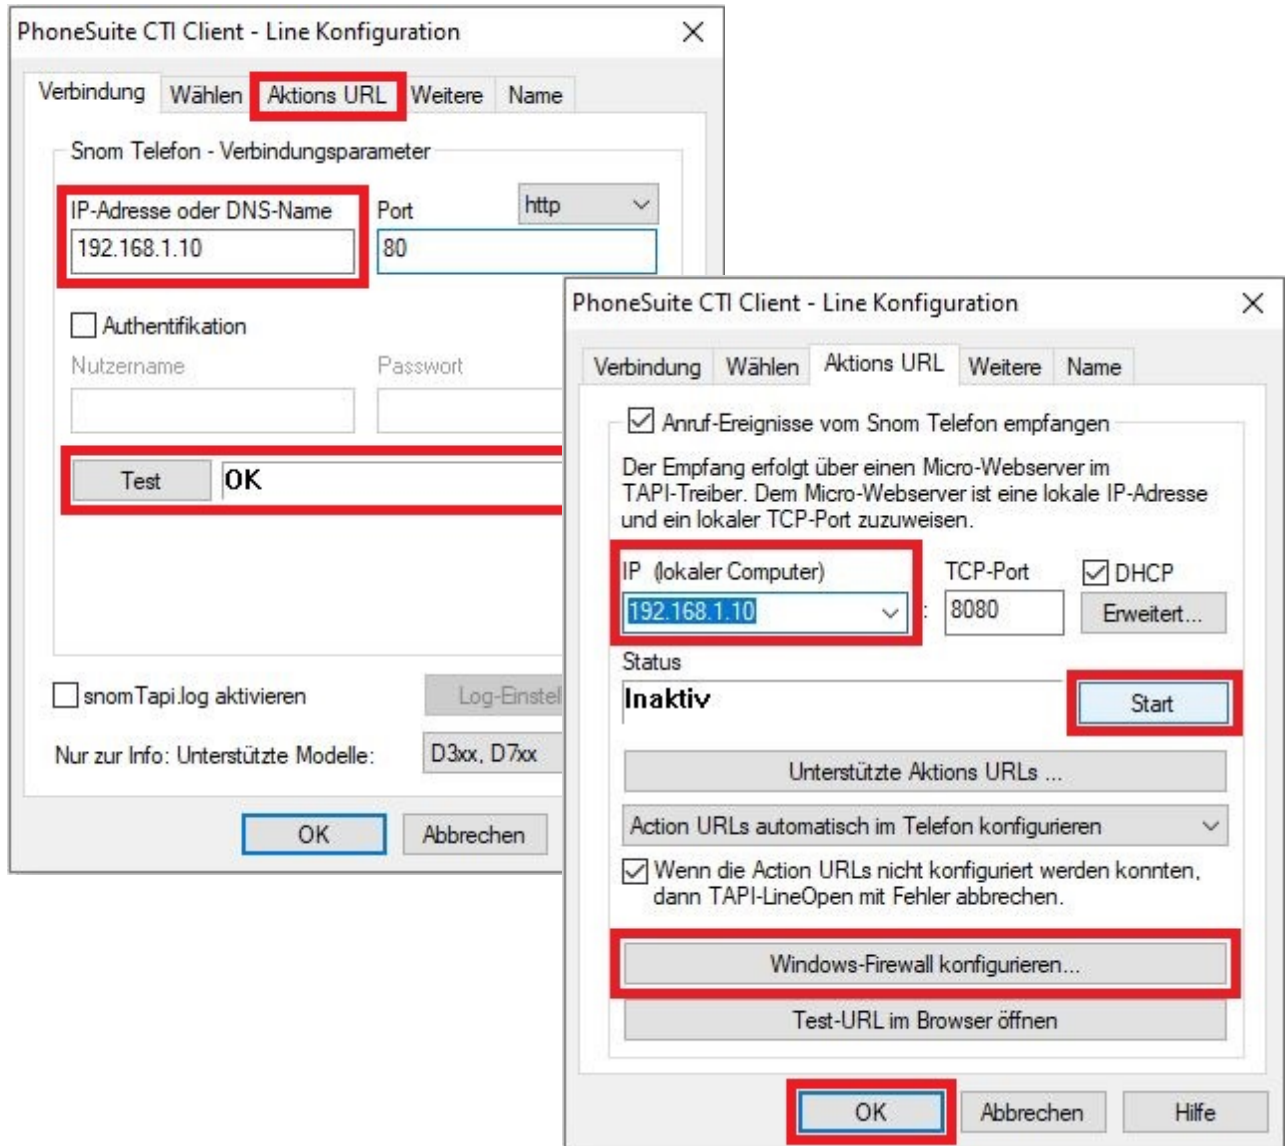 PhoneSuite CTI Client - Line Konfiguration
Verbindung Wählen Aktions URL Weitere Name
Snom Telefon - Verbindungsparameter
IP-Adresse oder DNS-Name Port http
192.168.1.10 80
Authentifikation
Nutzername Passwort
Test OK
snomTapi.log aktivieren Log-Einstel
Nur zur Info: Unterstützte Modelle: D3xx, D7xx
OK Abbrechen
PhoneSuite CTI Client - Line Konfiguration
Verbindung Wählen Aktions URL Weitere Name
Anruf-Ereignisse vom Snom Telefon empfangen
Der Empfang erfolgt über einen Micro-Webserver im
TAPI-Treiber. Dem Micro-Webserver ist eine lokale IP-Adresse
und ein lokaler TCP-Port zuzuweisen.
IP (lokaler Computer) TCP-Port DHCP
192.168.1.10 : 8080 Erweitert...
Status
Inaktiv Start
Unterstützte Aktions URLs ...
Action URLs automatisch im Telefon konfigurieren
Wenn die Action URLs nicht konfiguriert werden konnten,
dann TAPI-LineOpen mit Fehler abbrechen.
Windows-Firewall konfigurieren...
Test-URL im Browser öffnen
OK Abbrechen Hilfe